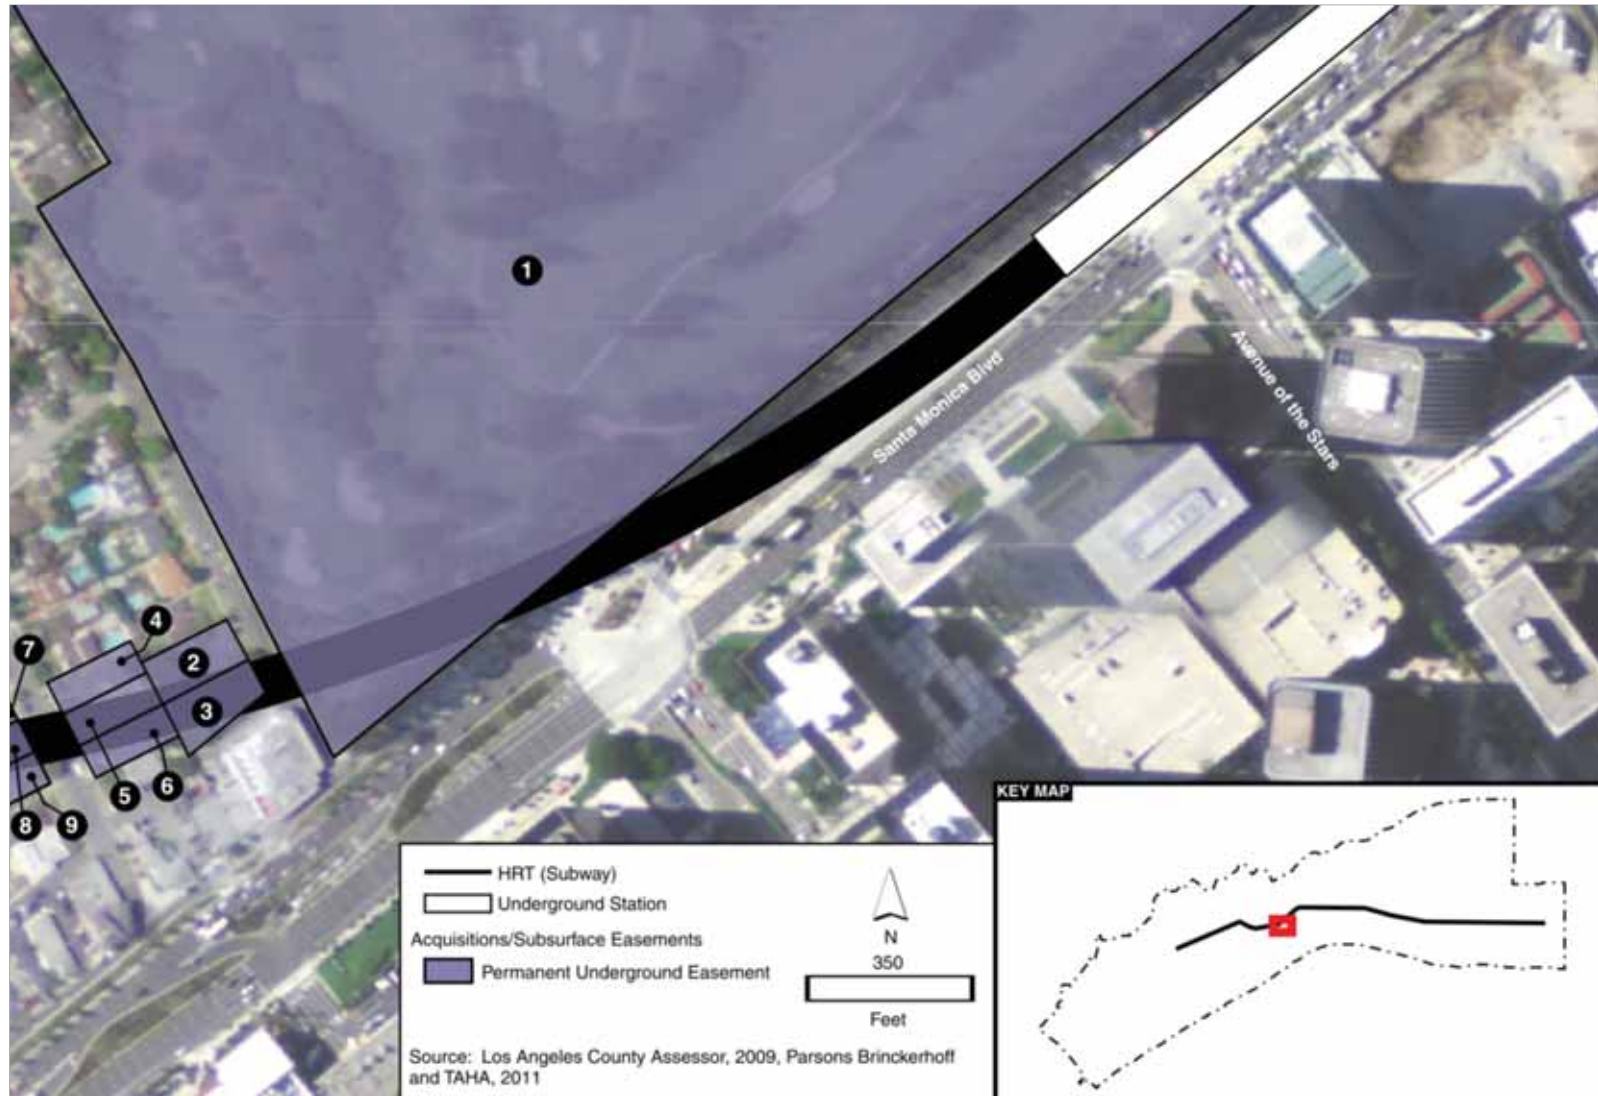 1
Santa Monica Blvd
Avenue of the Stars
4
7
2
3
5
6
8
9
HRT (Subway)
Underground Station
Acquisitions/Subsurface Easements
Permanent Underground Easement
N
350
Feet
Source: Los Angeles County Assessor, 2009, Parsons Brinckerhoff
and TAHA, 2011
KEY MAP